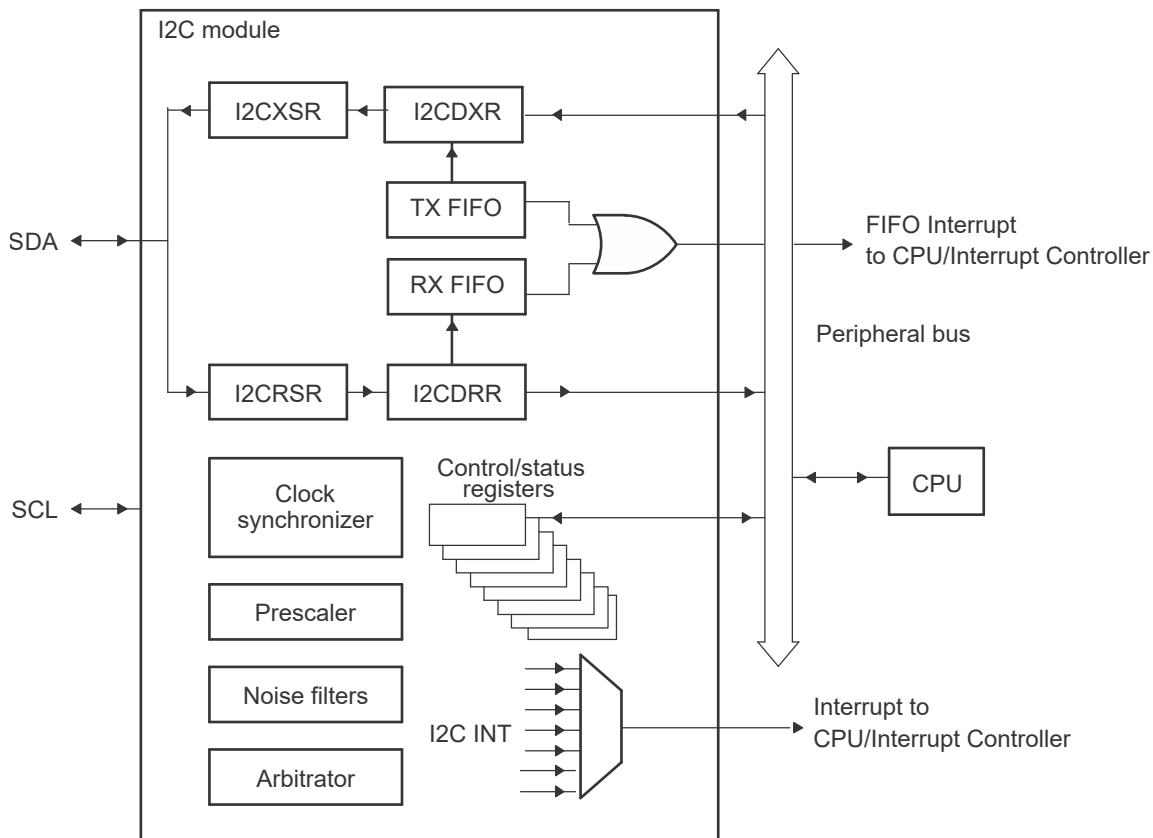 I2C module
I2CXSR
I2CDXR
TX FIFO
SDA
FIFO Interrupt
to CPU/Interrupt Controller
RX FIFO
Peripheral bus
I2CRSR
I2CDRR
Control/status
registers
CPU
SCL
Clock
synchronizer
Prescaler
Noise filters
I2C INT
Interrupt to
CPU/Interrupt Controller
Arbitrator